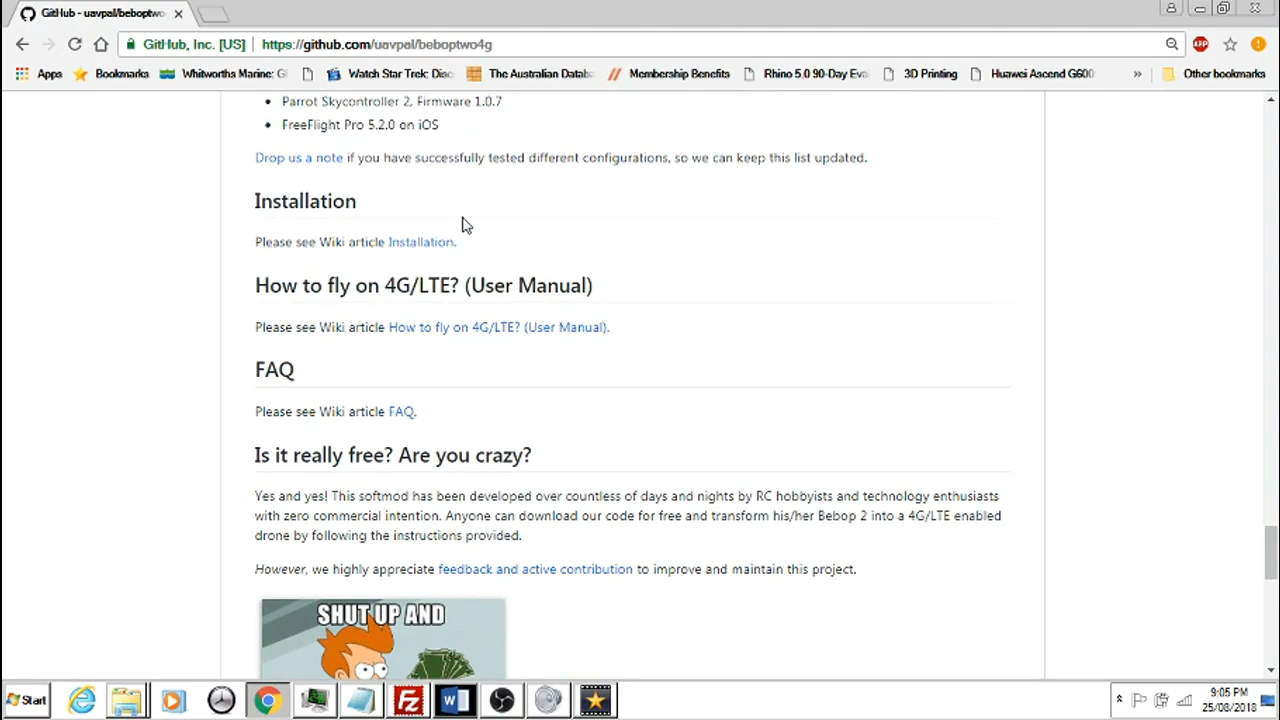 GitHub - uavpal/beboptwo
GitHub, Inc. [US] https://github.com/uavpal/beboptwo4g
ABP
Apps Bookmarks Whitworths Marine: G Watch Star Trek: Disc The Australian Datab Membership Benefits Rhino 5.0 90-Day Eva 3D Printing Huawei Ascend G600 » Other bookmarks
Parrot Skycontroller 2, Firmware 1.0.7
FreeFlight Pro 5.2.0 on iOS
Drop us a note if you have successfully tested different configurations, so we can keep this list updated.
Installation
Please see Wiki article Installation.
How to fly on 4G/LTE? (User Manual)
Please see Wiki article How to fly on 4G/LTE? (User Manual).
FAQ
Please see Wiki article FAQ.
Is it really free? Are you crazy?
Yes and yes! This softmod has been developed over countless of days and nights by RC hobbyists and technology enthusiasts
with zero commercial intention. Anyone can download our code for free and transform his/her Bebop 2 into a 4G/LTE enabled
drone by following the instructions provided.
However, we highly appreciate feedback and active contribution to improve and maintain this project.
SHUT UP AND
Start
9:05 PM
25/08/2018